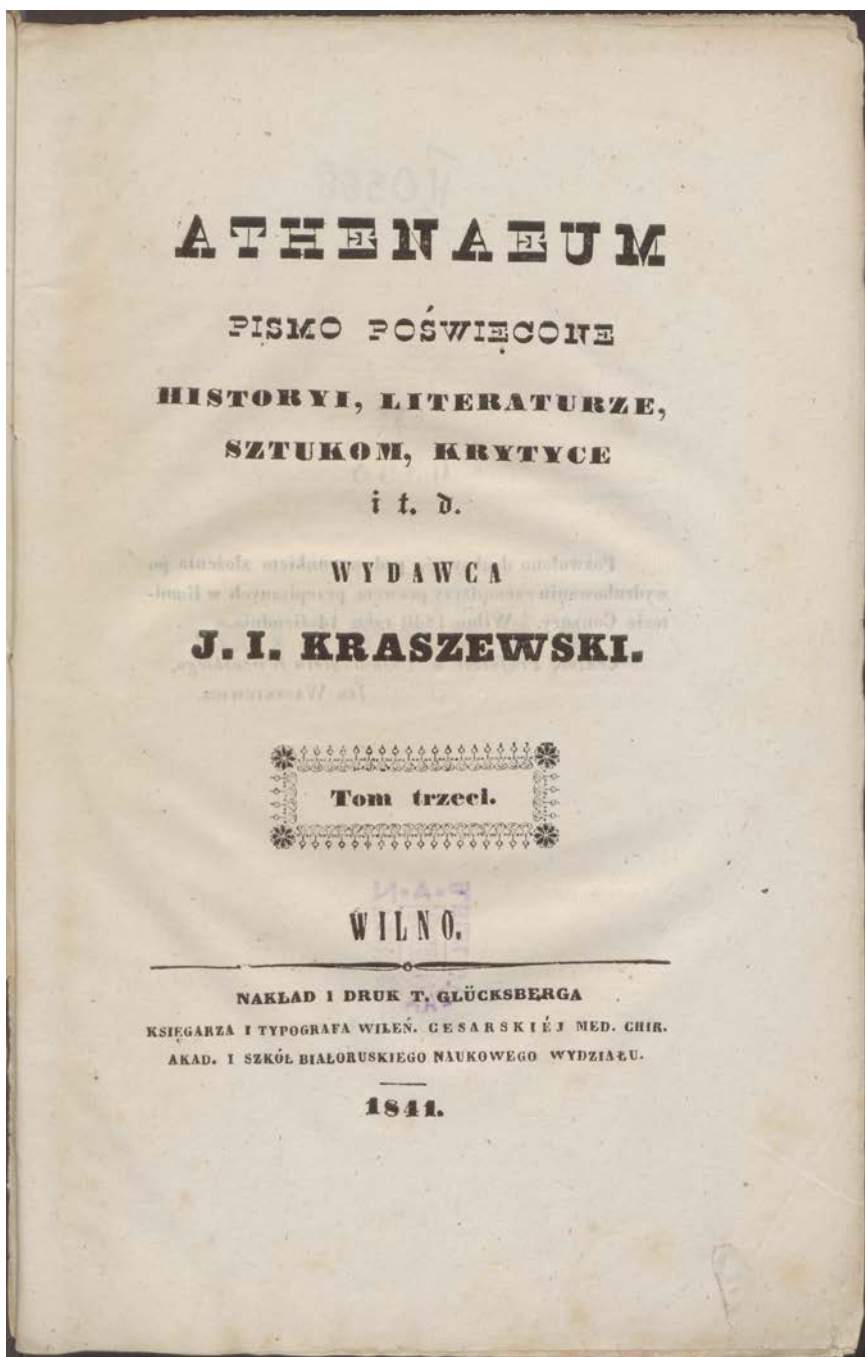 ATHENAEUM
PISMO POŚWIĘCONE
HISTORYI, LITERATURZE,
SZTUKOM, KRYTYCE
i t. d.
WYDAWCA
J. I. KRASZEWSKI.
Tom trzeci.
WILNO.
NAKŁAD I DRUK T. GLÜCKSBERGA
KSIĘGARZA I TYPOGRAFA WILEŃ. CESARSKIÉJ MED. CHIR.
AKAD. I SZKÓŁ BIAŁORUSKIEGO NAUKOWEGO WYDZIAŁU.
1841.